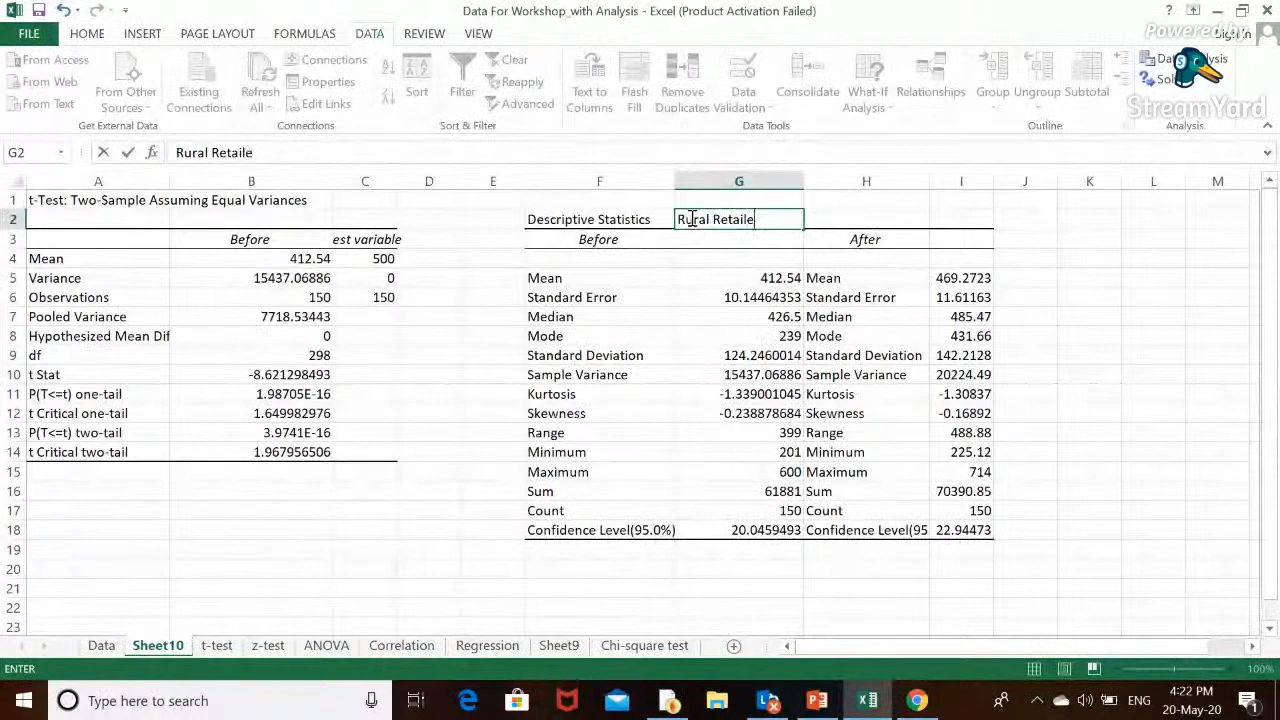 Data For Workshop_with Analysis - Excel (Product Activation Failed)
Powered by
StreamYard
FILE HOME INSERT PAGE LAYOUT FORMULAS DATA REVIEW VIEW
From Access
From Web
From Text
From Other Sources
Existing Connections
Get External Data
Refresh All
Connections
Properties
Edit Links
Connections
Sort
Filter
Clear
Reapply
Advanced
Sort & Filter
Text to Columns
Flash Fill
Remove Duplicates
Data Validation
Consolidate
What-If Analysis
Relationships
Data Tools
Group
Ungroup
Subtotal
Outline
Analysis
G2 Rural Retaile
A B C D E F G H I J K L M
1 t-Test: Two-Sample Assuming Equal Variances
2 Descriptive Statistics Rural Retaile
3 Before est variable Before After
4 Mean 412.54 500
5 Variance 15437.06886 0 Mean 412.54 Mean 469.2723
6 Observations 150 150 Standard Error 10.14464353 Standard Error 11.61163
7 Pooled Variance 7718.53443 Median 426.5 Median 485.47
8 Hypothesized Mean Dif 0 Mode 239 Mode 431.66
9 df 298 Standard Deviation 124.2460014 Standard Deviation 142.2128
10 t Stat -8.621298493 Sample Variance 15437.06886 Sample Variance 20224.49
11 P(T<=t) one-tail 1.98705E-16 Kurtosis -1.339001045 Kurtosis -1.30837
12 t Critical one-tail 1.649982976 Skewness -0.238878684 Skewness -0.16892
13 P(T<=t) two-tail 3.9741E-16 Range 399 Range 488.88
14 t Critical two-tail 1.967956506 Minimum 201 Minimum 225.12
15 Maximum 600 Maximum 714
16 Sum 61881 Sum 70390.85
17 Count 150 Count 150
18 Confidence Level(95.0%) 20.0459493 Confidence Level(95 22.94473
19
20
21
22
23
Data Sheet10 t-test z-test ANOVA Correlation Regression Sheet9 Chi-square test
ENTER 100%
Type here to search ENG 4:22 PM
20-May-20